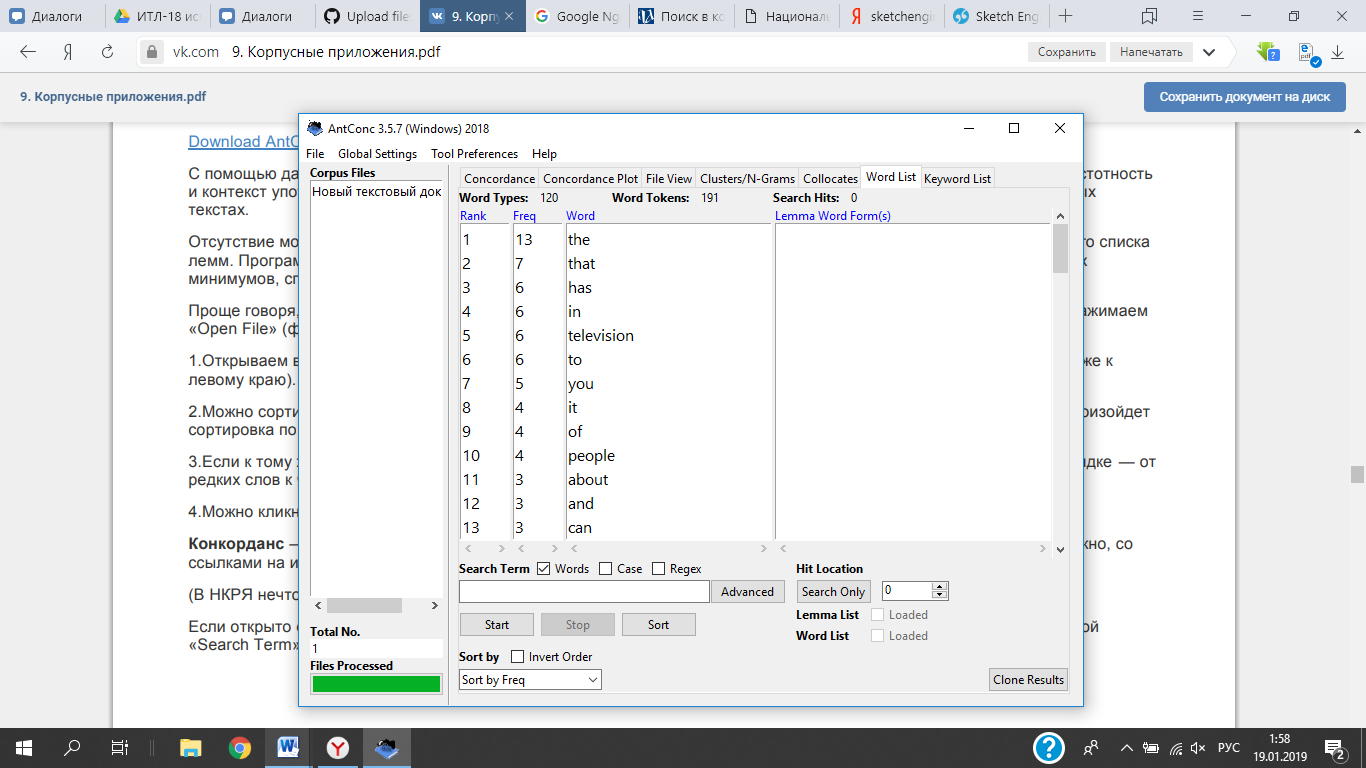 Диалоги ИТЛ-18 ис Диалоги Upload file 9. Корпу Google Ng Поиск в ко Националь sketchengi Sketch Eng
vk.com 9. Корпусные приложения.pdf Сохранить Напечатать
9. Корпусные приложения.pdf Сохранить документ на диск
Download AntC
С помощью да стотность
и контекст упо ых
текстах.
Отсутствие мо го списка
лемм. Програм х
минимумов, сп
Проще говоря, ажимаем
«Open File» (ф
1.Открываем в же к
левому краю).
2.Можно сорти оизойдет
сортировка по
3.Если к тому ядке — от
редких слов к
4.Можно кликн
Конкорданс — жно, со
ссылками на и
(В НКРЯ нечто
Если открыто ой
«Search Term»
AntConc 3.5.7 (Windows) 2018
File Global Settings Tool Preferences Help
Corpus Files
Новый текстовый док
Total No.
1
Files Processed
Concordance Concordance Plot File View Clusters/N-Grams Collocates Word List Keyword List
Word Types: 120 Word Tokens: 191 Search Hits: 0
Rank Freq Word Lemma Word Form(s)
1 13 the
2 7 that
3 6 has
4 6 in
5 6 television
6 6 to
7 5 you
8 4 it
9 4 of
10 4 people
11 3 about
12 3 and
13 3 can
Search Term Words Case Regex Hit Location
Advanced Search Only 0
Start Stop Sort Lemma List Loaded
Word List Loaded
Sort by Invert Order
Sort by Freq Clone Results
РУС 1:58
19.01.2019 2